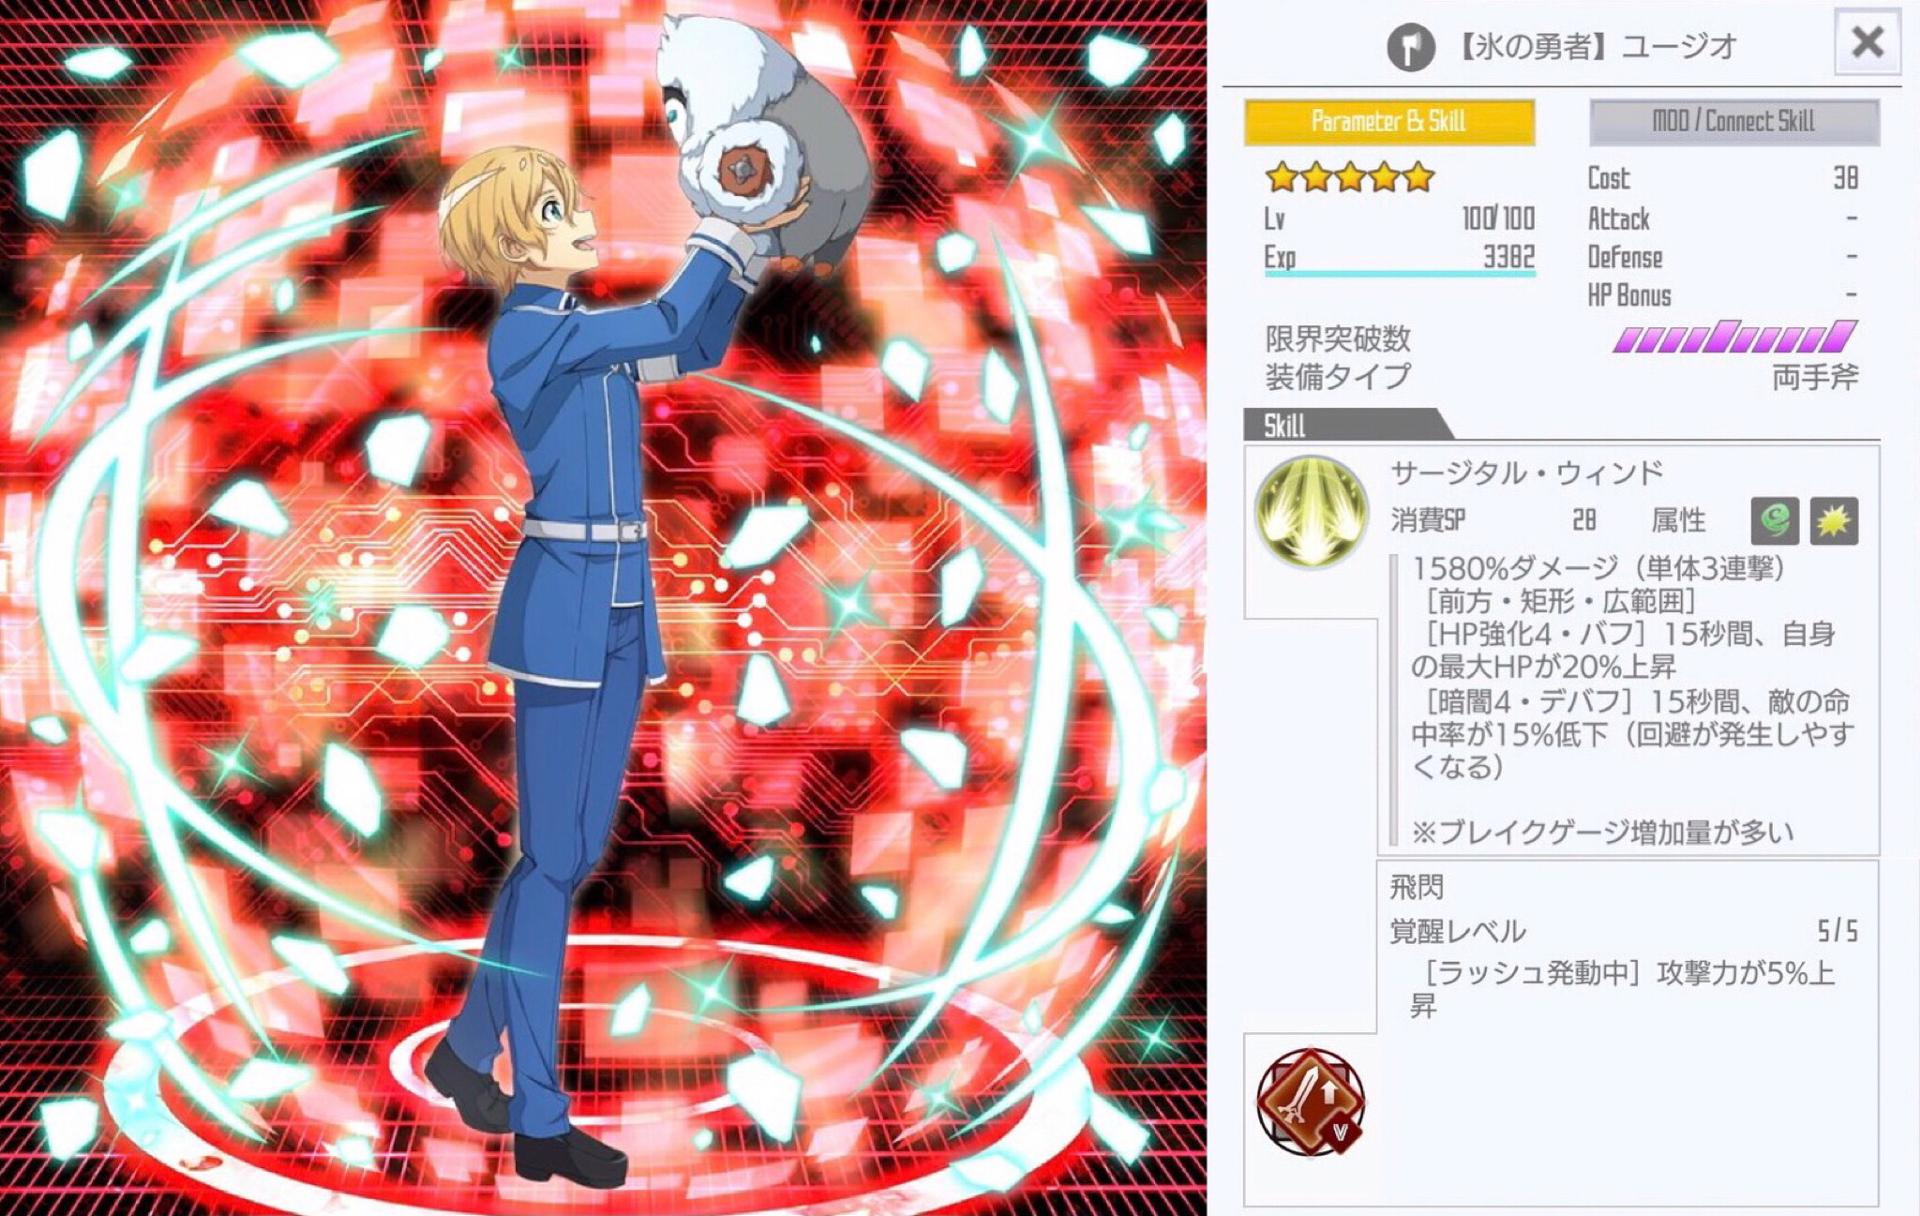 【氷の勇者】ユージオ
Parameter & Skill
MOD / Connect Skill
Lv 100/100
Exp 3382
Cost 38
Attack -
Defense -
HP Bonus -
限界突破数
装備タイプ 両手斧
Skill
サージタル・ウィンド
消費SP 28 属性
1580%ダメージ（単体3連撃）
［前方・矩形・広範囲］
［HP強化4・バフ］15秒間、自身
の最大HPが20%上昇
［暗闇4・デバフ］15秒間、敵の命
中率が15%低下（回避が発生しやす
くなる）
※ブレイクゲージ増加量が多い
飛閃
覚醒レベル 5/5
［ラッシュ発動中］攻撃力が5%上
昇
V